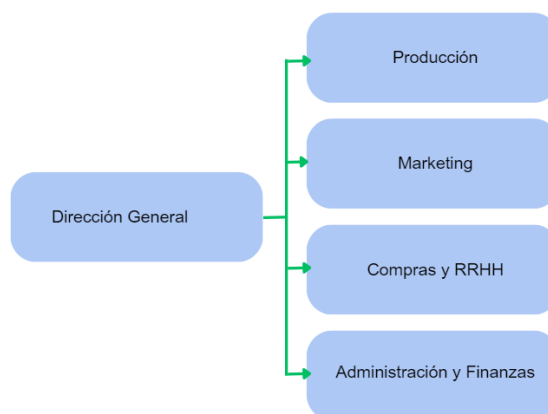 Producción
Marketing
Dirección General
Compras y RRHH
Administración y Finanzas